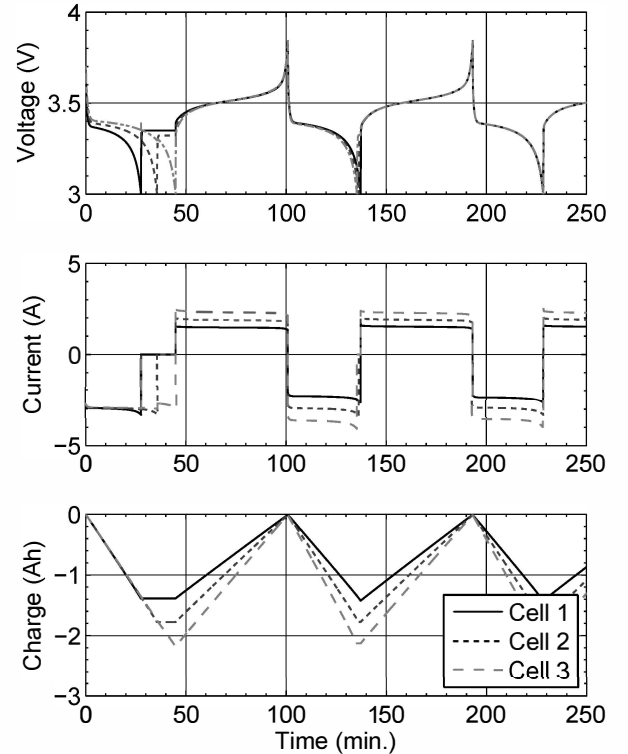 4
3.5
3
Voltage (V)
0 50 100 150 200 250
5
0
−5
Current (A)
0 50 100 150 200 250
0
−1
−2
−3
Charge (Ah)
Cell 1
Cell 2
Cell 3
0 50 100 150 200 250
Time (min.)